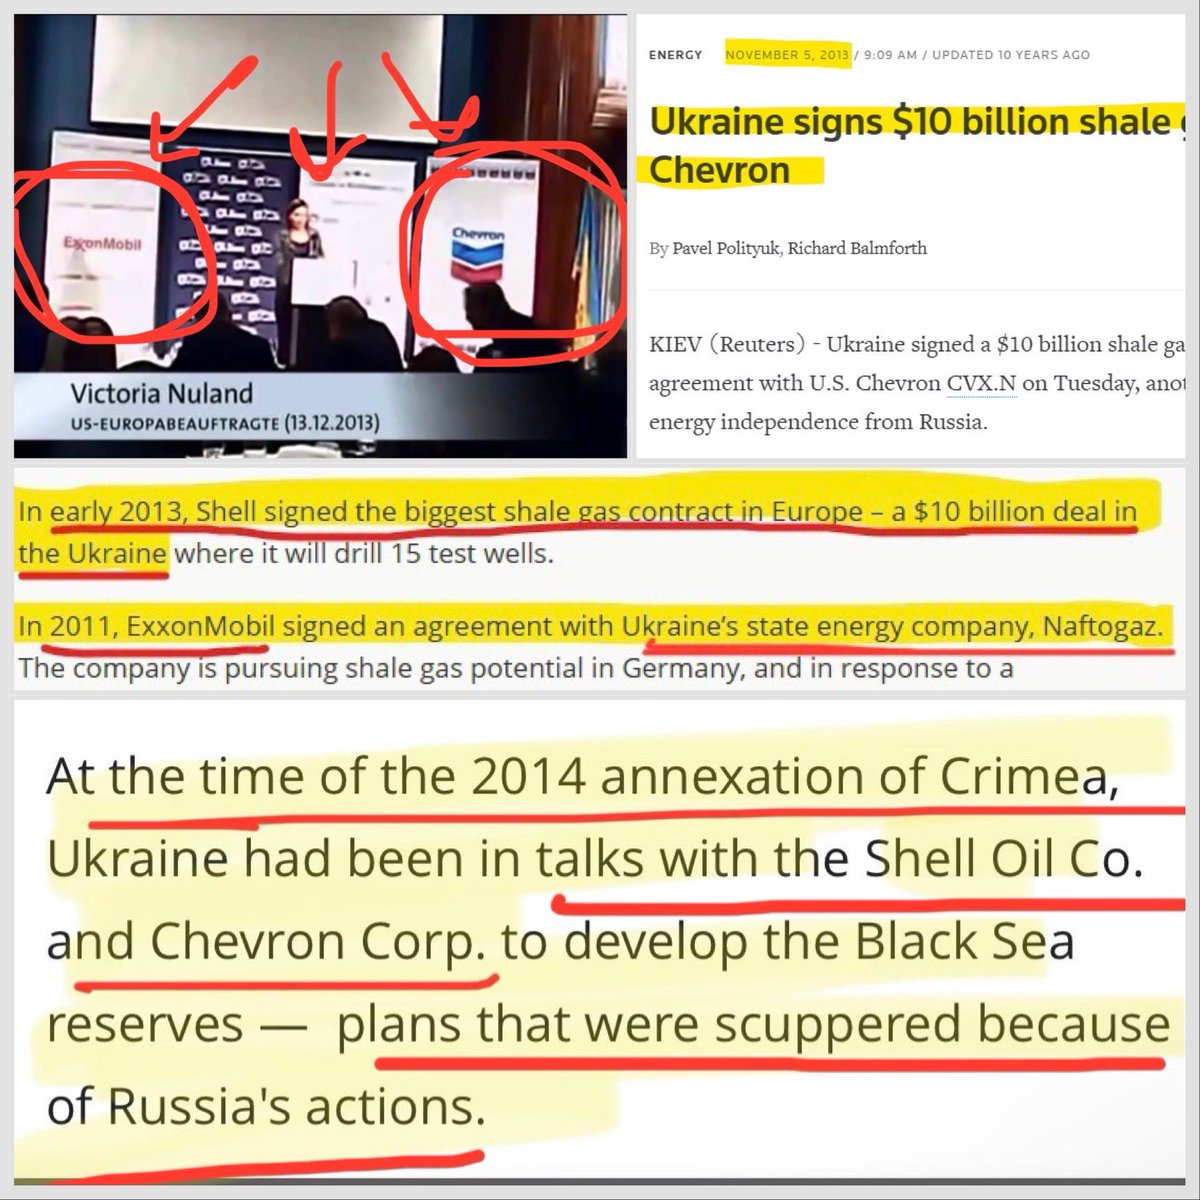 ExxonMobil
Chevron
Victoria Nuland
US-EUROPABEAUFTRAGTE (13.12.2013)
ENERGY NOVEMBER 5, 2013 / 9:09 AM / UPDATED 10 YEARS AGO
Ukraine signs $10 billion shale
Chevron
By Pavel Polityuk, Richard Balmforth
KIEV (Reuters) - Ukraine signed a $10 billion shale ga
agreement with U.S. Chevron CVX.N on Tuesday, anot
energy independence from Russia.
In early 2013, Shell signed the biggest shale gas contract in Europe – a $10 billion deal in
the Ukraine where it will drill 15 test wells.
In 2011, ExxonMobil signed an agreement with Ukraine's state energy company, Naftogaz.
The company is pursuing shale gas potential in Germany, and in response to a
At the time of the 2014 annexation of Crimea,
Ukraine had been in talks with the Shell Oil Co.
and Chevron Corp. to develop the Black Sea
reserves — plans that were scuppered because
of Russia's actions.